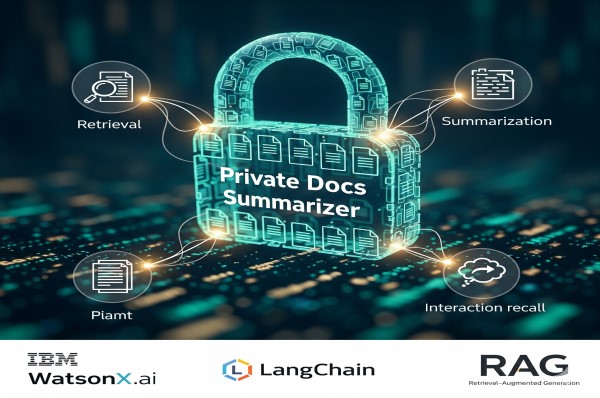 Retrieval
Summarization
Private Docs
Summarizer
Piamt
Interaction recall
IBM
WatsonX.ai
LangChain
RAG
Retrieval-Augmented Generation